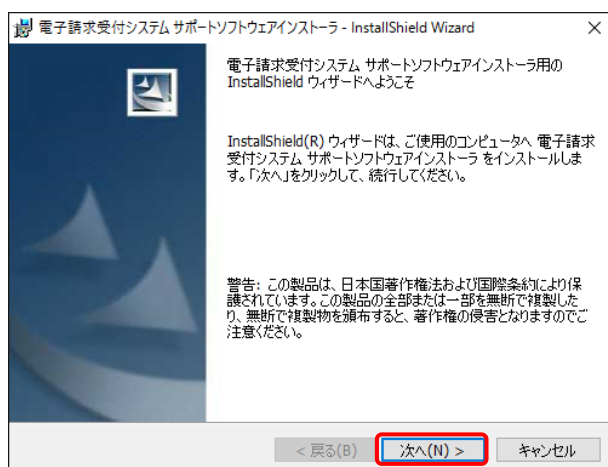 電子請求受付システム サポートソフトウェアインストーラ - InstallShield Wizard
電子請求受付システム サポートソフトウェアインストーラ用の
InstallShield ウィザードへようこそ
InstallShield(R) ウィザードは、ご使用のコンピュータへ 電子請求
受付システム サポートソフトウェアインストーラ をインストールしま
す。「次へ」をクリックして、続行してください。
警告: この製品は、日本国著作権法および国際条約により保
護されています。この製品の全部または一部を無断で複製した
り、無断で複製物を頒布すると、著作権の侵害となりますのでご
注意ください。
< 戻る(B)
次へ(N) >
キャンセル